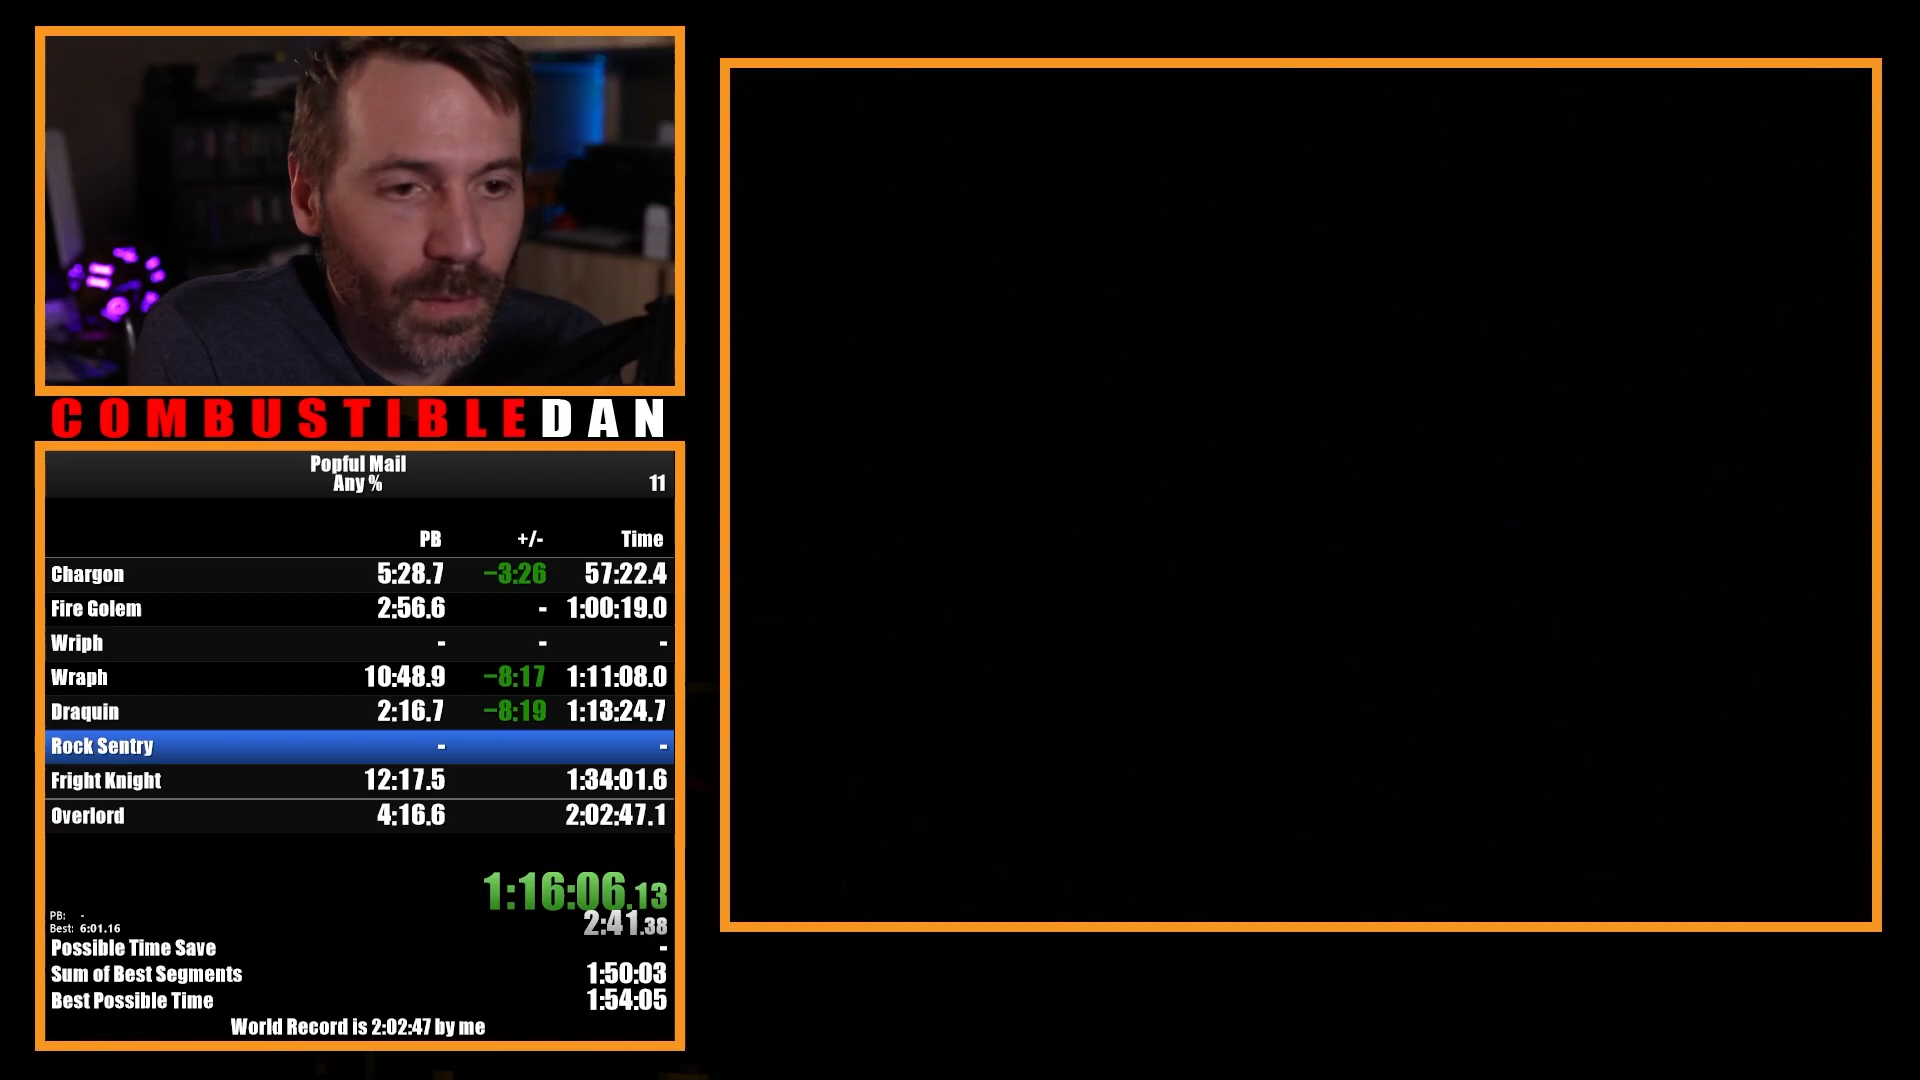 COMBUSTIBLEDAN
Popful Mail
Any % 11
PB +/- Time
Chargon 5:28.7 −3:26 57:22.4
Fire Golem 2:56.6 - 1:00:19.0
Wriph - - -
Wraph 10:48.9 −8:17 1:11:08.0
Draquin 2:16.7 −8:19 1:13:24.7
Rock Sentry - -
Fright Knight 12:17.5 1:34:01.6
Overlord 4:16.6 2:02:47.1
1:16:06.13
PB: -
Best: 6:01.16 2:41.38
Possible Time Save -
Sum of Best Segments 1:50:03
Best Possible Time 1:54:05
World Record is 2:02:47 by me